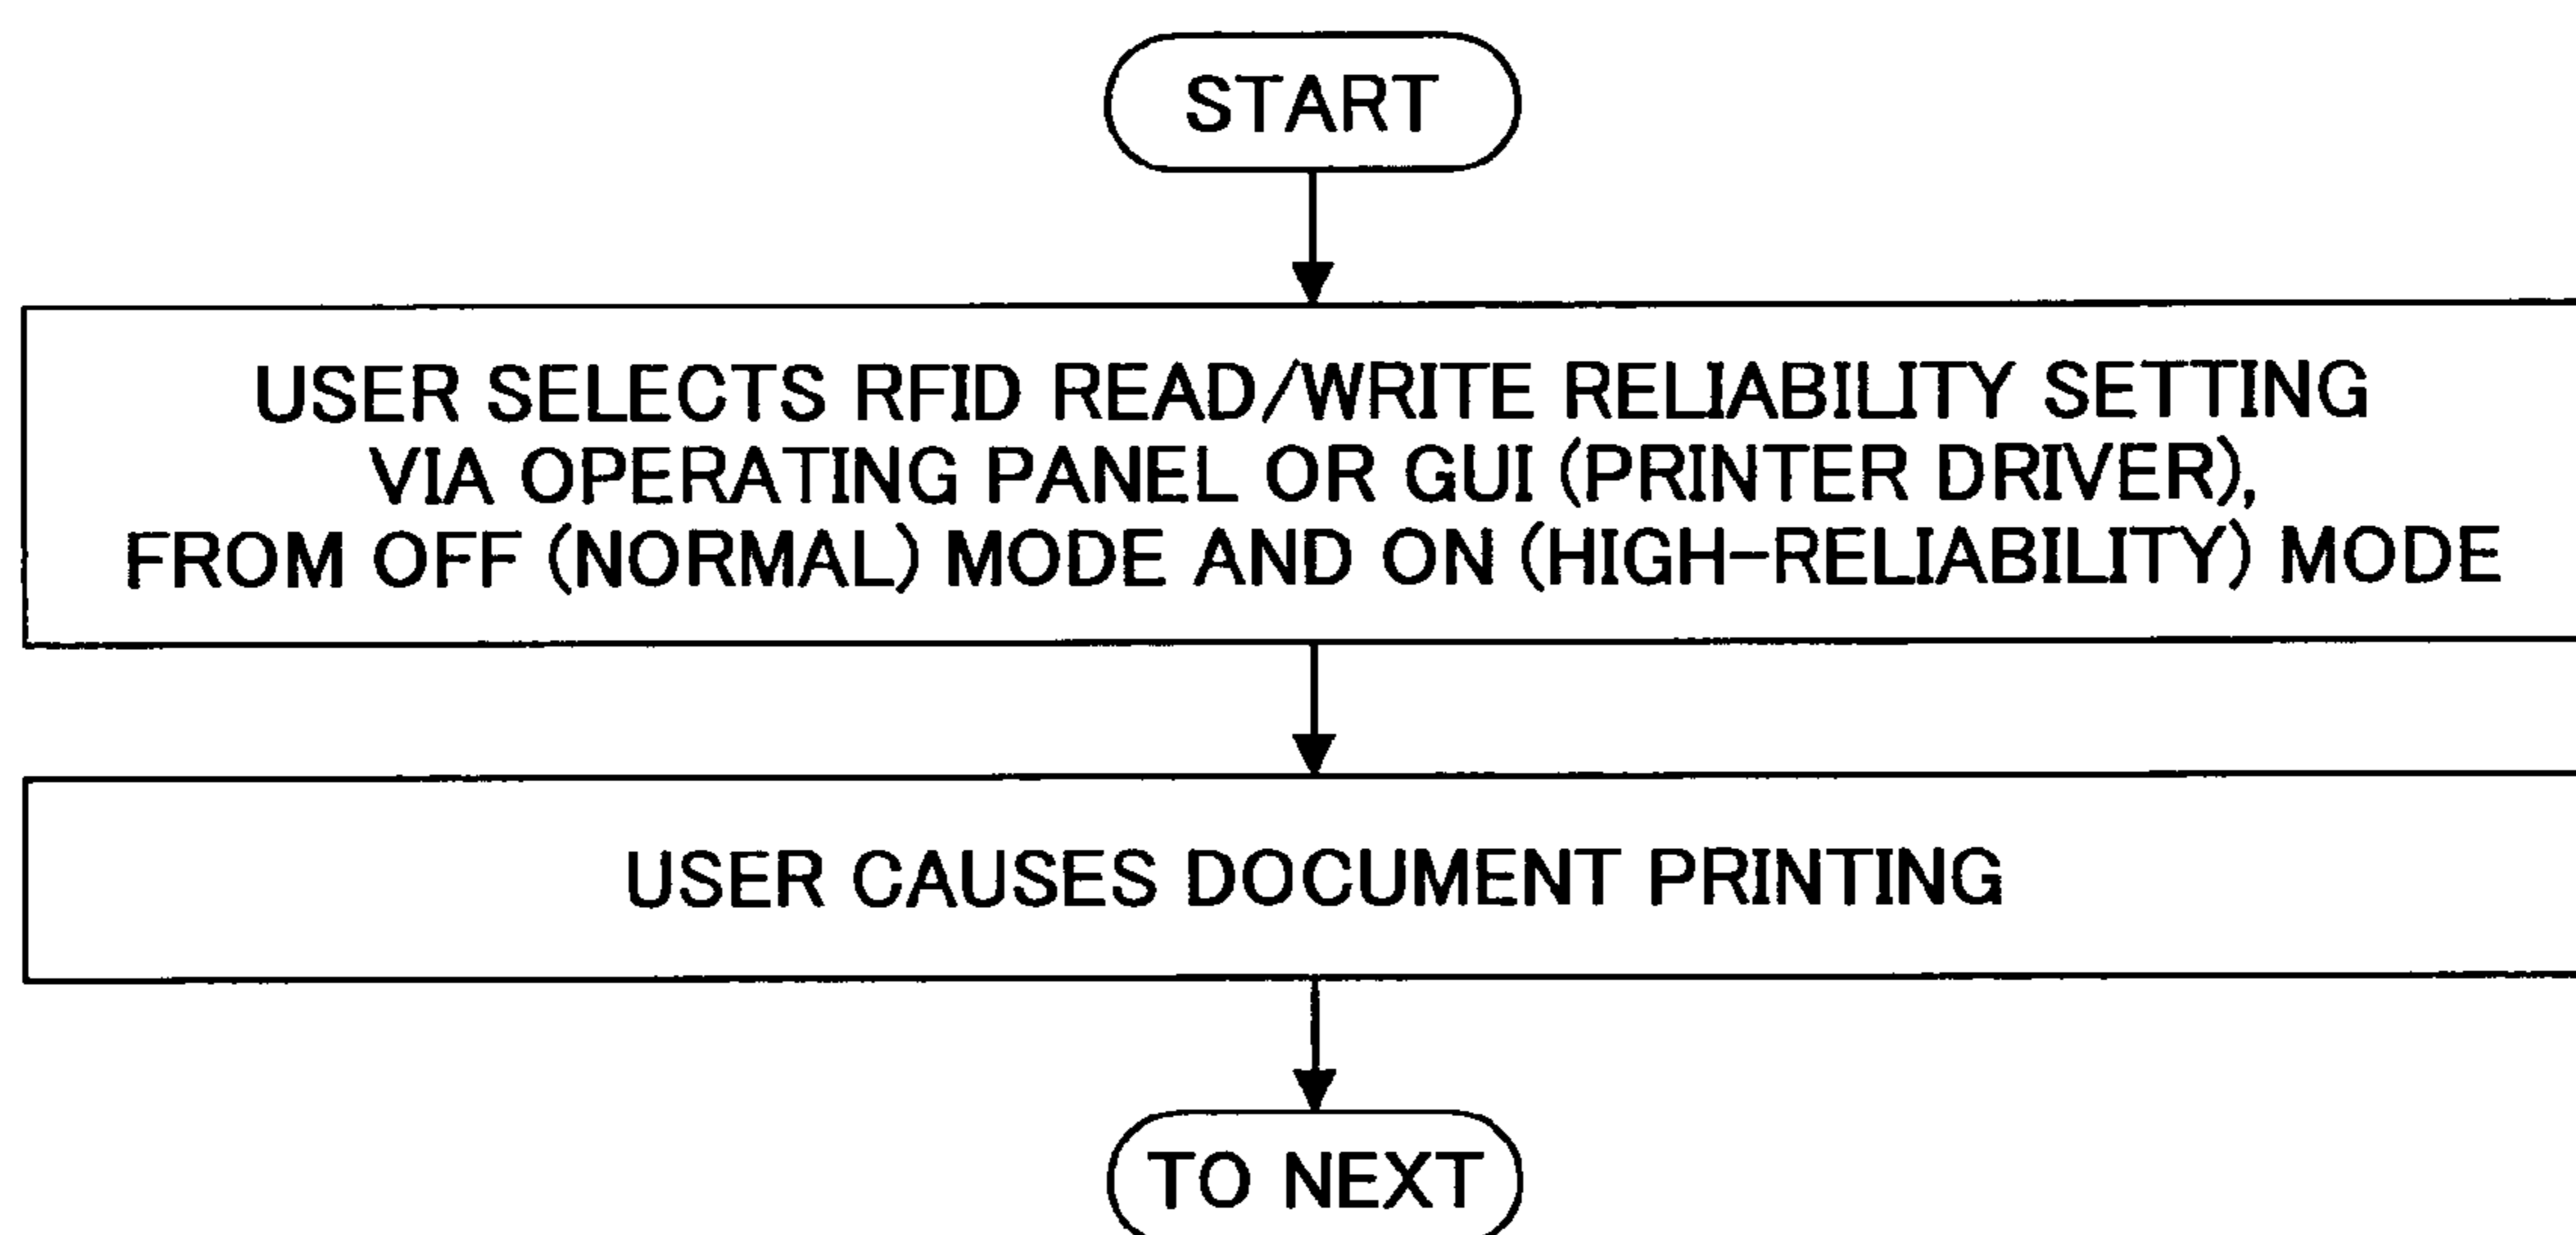 START
USER SELECTS RFID READ/WRITE RELIABILITY SETTING
VIA OPERATING PANEL OR GUI (PRINTER DRIVER),
FROM OFF (NORMAL) MODE AND ON (HIGH-RELIABILITY) MODE
USER CAUSES DOCUMENT PRINTING
TO NEXT